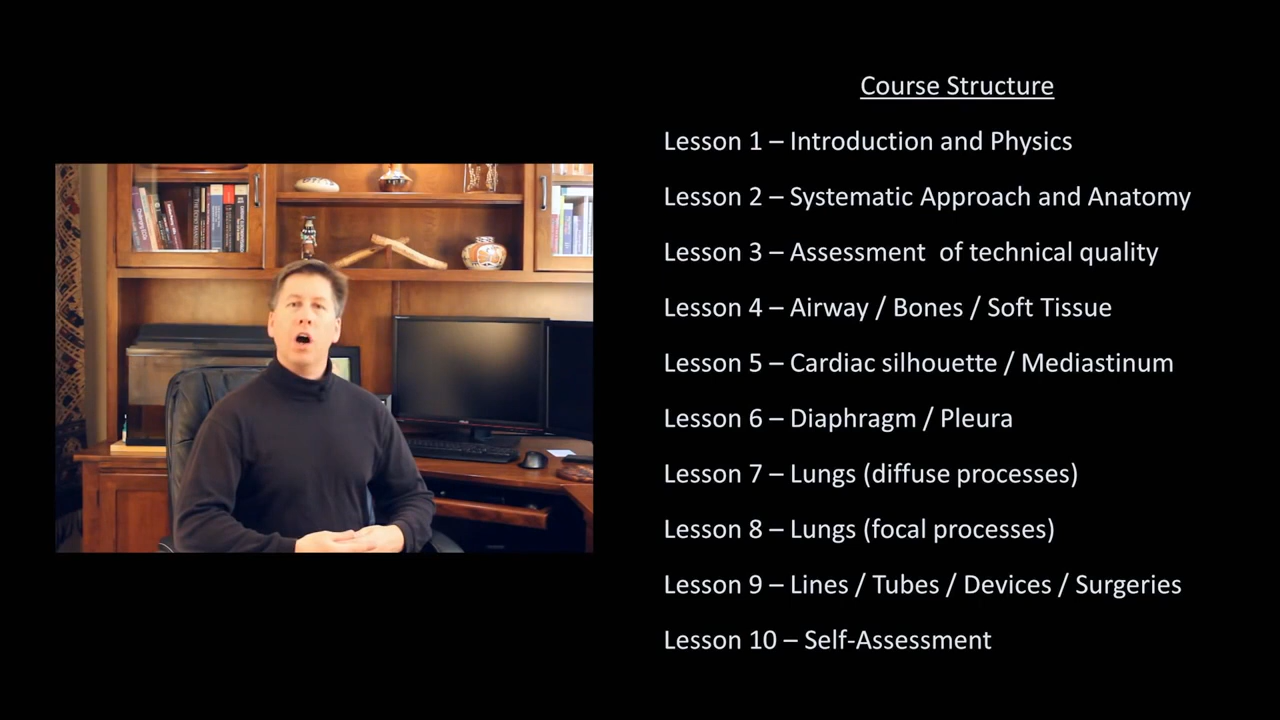 Course Structure
Lesson 1 – Introduction and Physics
Lesson 2 – Systematic Approach and Anatomy
Lesson 3 – Assessment  of technical quality
Lesson 4 – Airway / Bones / Soft Tissue
Lesson 5 – Cardiac silhouette / Mediastinum
Lesson 6 – Diaphragm / Pleura
Lesson 7 – Lungs (diffuse processes)
Lesson 8 – Lungs (focal processes)
Lesson 9 – Lines / Tubes / Devices / Surgeries
Lesson 10 – Self-Assessment